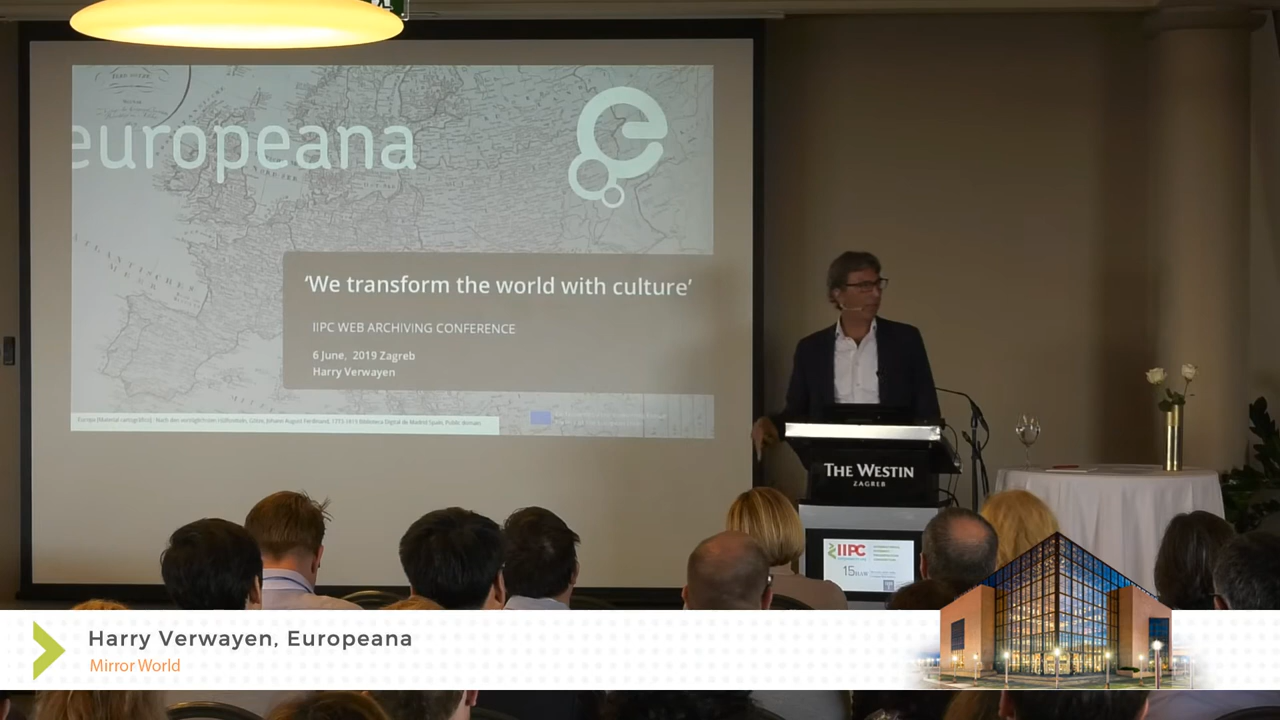 europeana
'We transform the world with culture'
IIPC WEB ARCHIVING CONFERENCE
6 June, 2019 Zagreb
Harry Verwayen
THE WESTIN
ZAGREB
IIPC
Harry Verwayen, Europeana
Mirror World